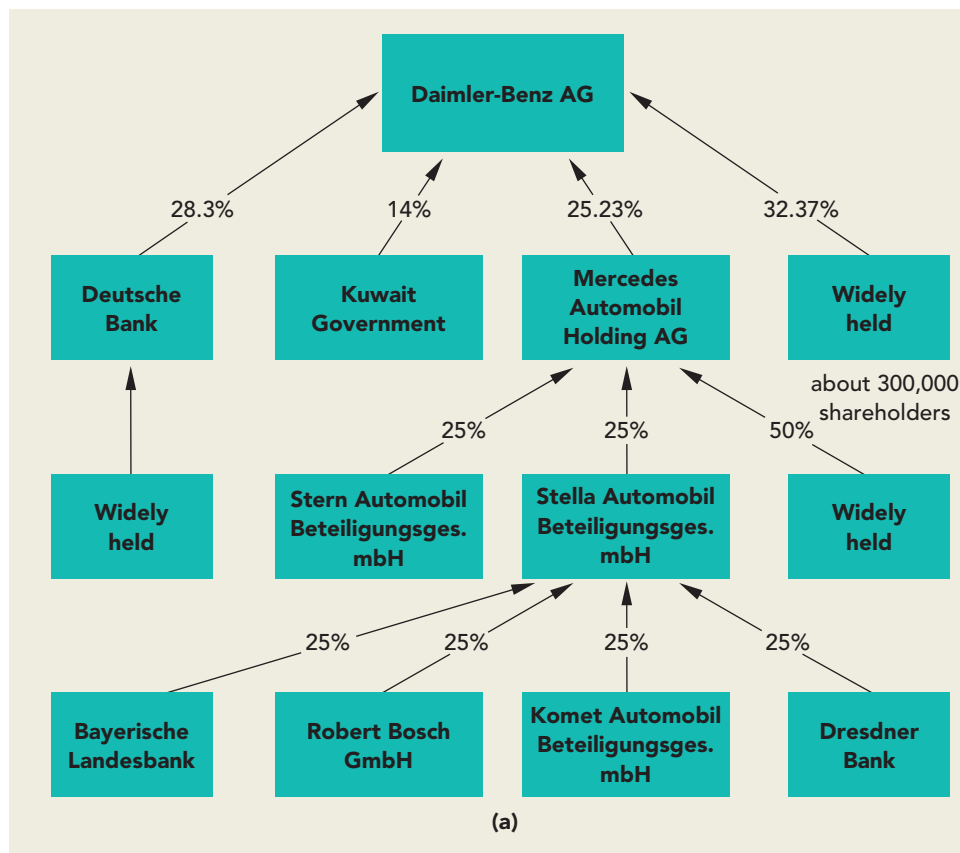 Daimler-Benz AG
28.3%
14%
25.23%
32.37%
Deutsche
Bank
Kuwait
Government
Mercedes
Automobil
Holding AG
Widely
held
about 300,000
shareholders
25%
25%
50%
Widely
held
Stern Automobil
Beteiligungsges.
mbH
Stella Automobil
Beteiligungsges.
mbH
Widely
held
25%
25%
25%
25%
Bayerische
Landesbank
Robert Bosch
GmbH
Komet Automobil
Beteiligungsges.
mbH
Dresdner
Bank
(a)